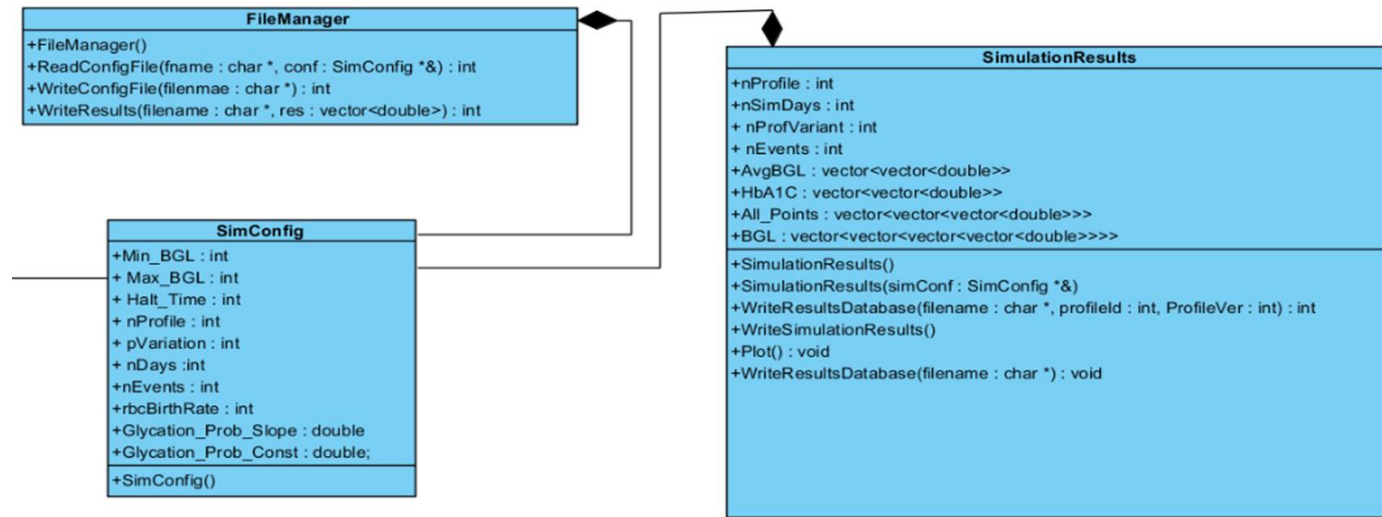 FileManager
+FileManager()
+ReadConfigFile(fname : char *, conf : SimConfig *&) : int
+WriteConfigFile(filenmae : char *) : int
+WriteResults(filename : char *, res : vector<double>) : int
SimConfig
+Min_BGL : int
+ Max_BGL : int
+ Halt_Time : int
+ nProfile : int
+ pVariation : int
+ nDays :int
+nEvents : int
+rbcBirthRate : int
+Glycation_Prob_Slope : double
+Glycation_Prob_Const : double;
+SimConfig()
SimulationResults
+nProfile : int
+nSimDays : int
+ nProfVariant : int
+ nEvents : int
+AvgBGL : vector<vector<double>>
+HbA1C : vector<vector<double>>
+All_Points : vector<vector<vector<double>>>
+BGL : vector<vector<vector<vector<double>>>>
+SimulationResults()
+SimulationResults(simConf : SimConfig *&)
+WriteResultsDatabase(filename : char *, profileId : int, ProfileVer : int) : int
+WriteSimulationResults()
+Plot() : void
+WriteResultsDatabase(filename : char *) : void